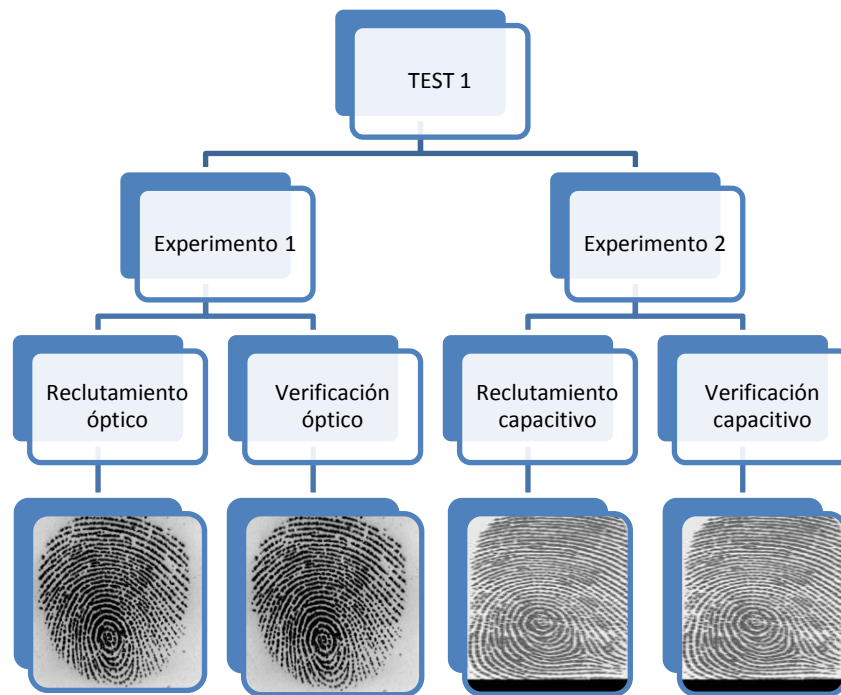 TEST 1
Experimento 1
Experimento 2
Reclutamiento
óptico
Verificación
óptico
Reclutamiento
capacitivo
Verificación
capacitivo